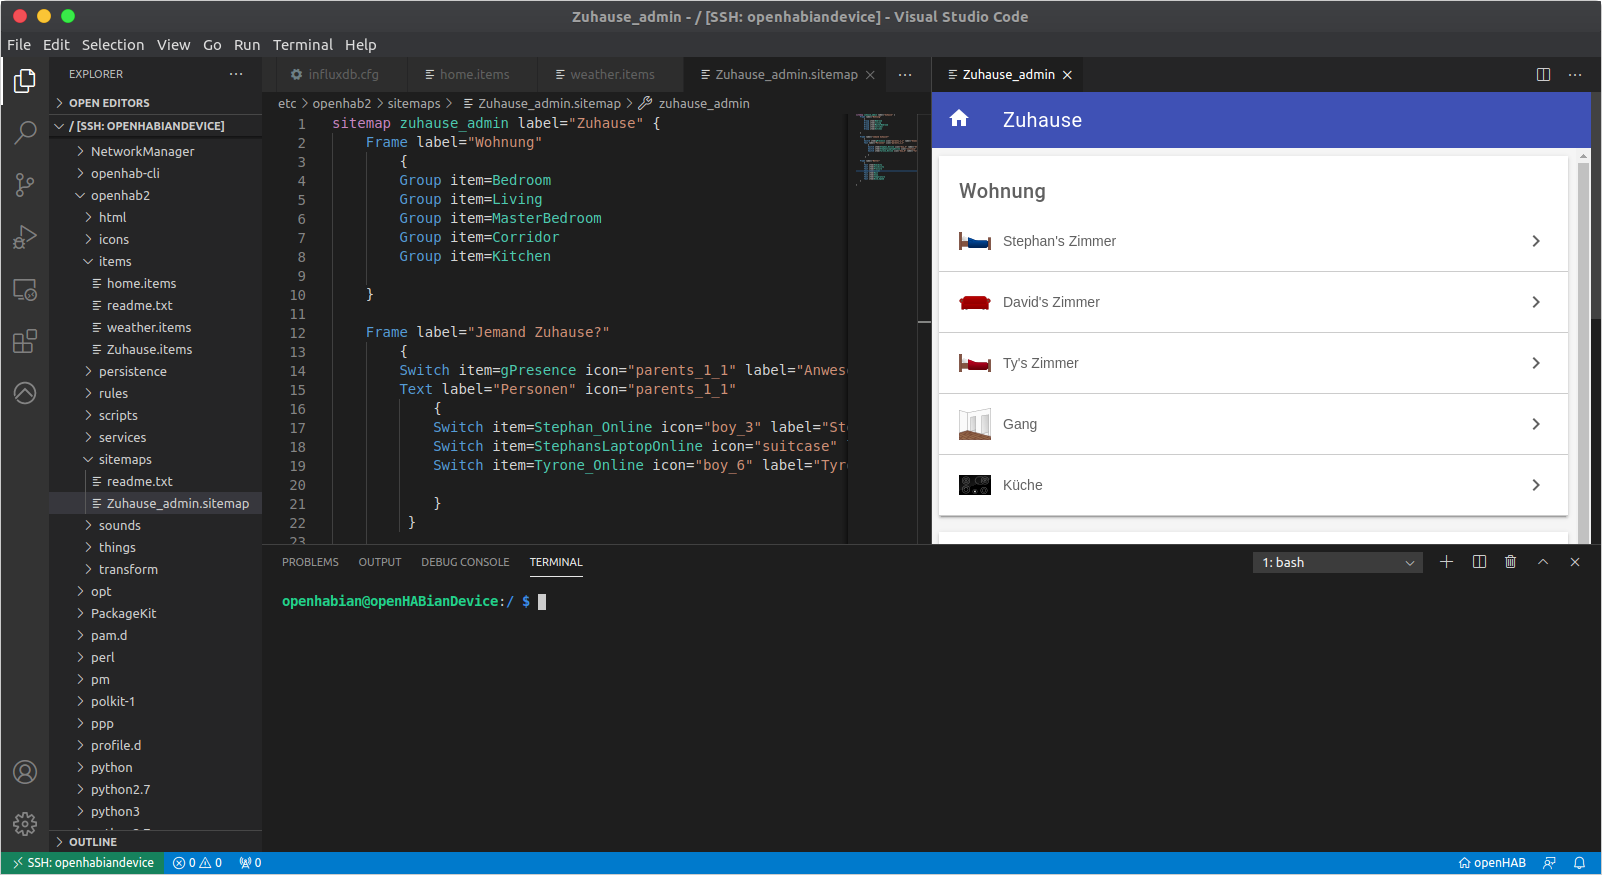 Zuhause_admin - / [SSH: openhabiandevice] - Visual Studio Code
File Edit Selection View Go Run Terminal Help
EXPLORER ···
OPEN EDITORS
/ [SSH: OPENHABIANDEVICE]
NetworkManager
openhab-cli
openhab2
html
icons
items
home.items
readme.txt
weather.items
Zuhause.items
persistence
rules
scripts
services
sitemaps
readme.txt
Zuhause_admin.sitemap
sounds
things
transform
opt
PackageKit
pam.d
perl
pm
polkit-1
ppp
profile.d
python
python2.7
python3
OUTLINE
influxdb.cfg home.items weather.items Zuhause_admin.sitemap ···
etc > openhab2 > sitemaps > Zuhause_admin.sitemap > zuhause_admin
1 sitemap zuhause_admin label="Zuhause" {
2 Frame label="Wohnung"
3 {
4 Group item=Bedroom
5 Group item=Living
6 Group item=MasterBedroom
7 Group item=Corridor
8 Group item=Kitchen
9
10 }
11
12 Frame label="Jemand Zuhause?"
13 {
14 Switch item=gPresence icon="parents_1_1" label="Anwes
15 Text label="Personen" icon="parents_1_1"
16 {
17 Switch item=Stephan_Online icon="boy_3" label="St
18 Switch item=StephansLaptopOnline icon="suitcase"
19 Switch item=Tyrone_Online icon="boy_6" label="Tyr
20
21 }
22 }
23
Zuhause_admin ···
Zuhause
Wohnung
Stephan's Zimmer
David's Zimmer
Ty's Zimmer
Gang
Küche
PROBLEMS OUTPUT DEBUG CONSOLE TERMINAL 1: bash
openhabian@openHABianDevice:/ $
SSH: openhabiandevice 0 0 0 openHAB